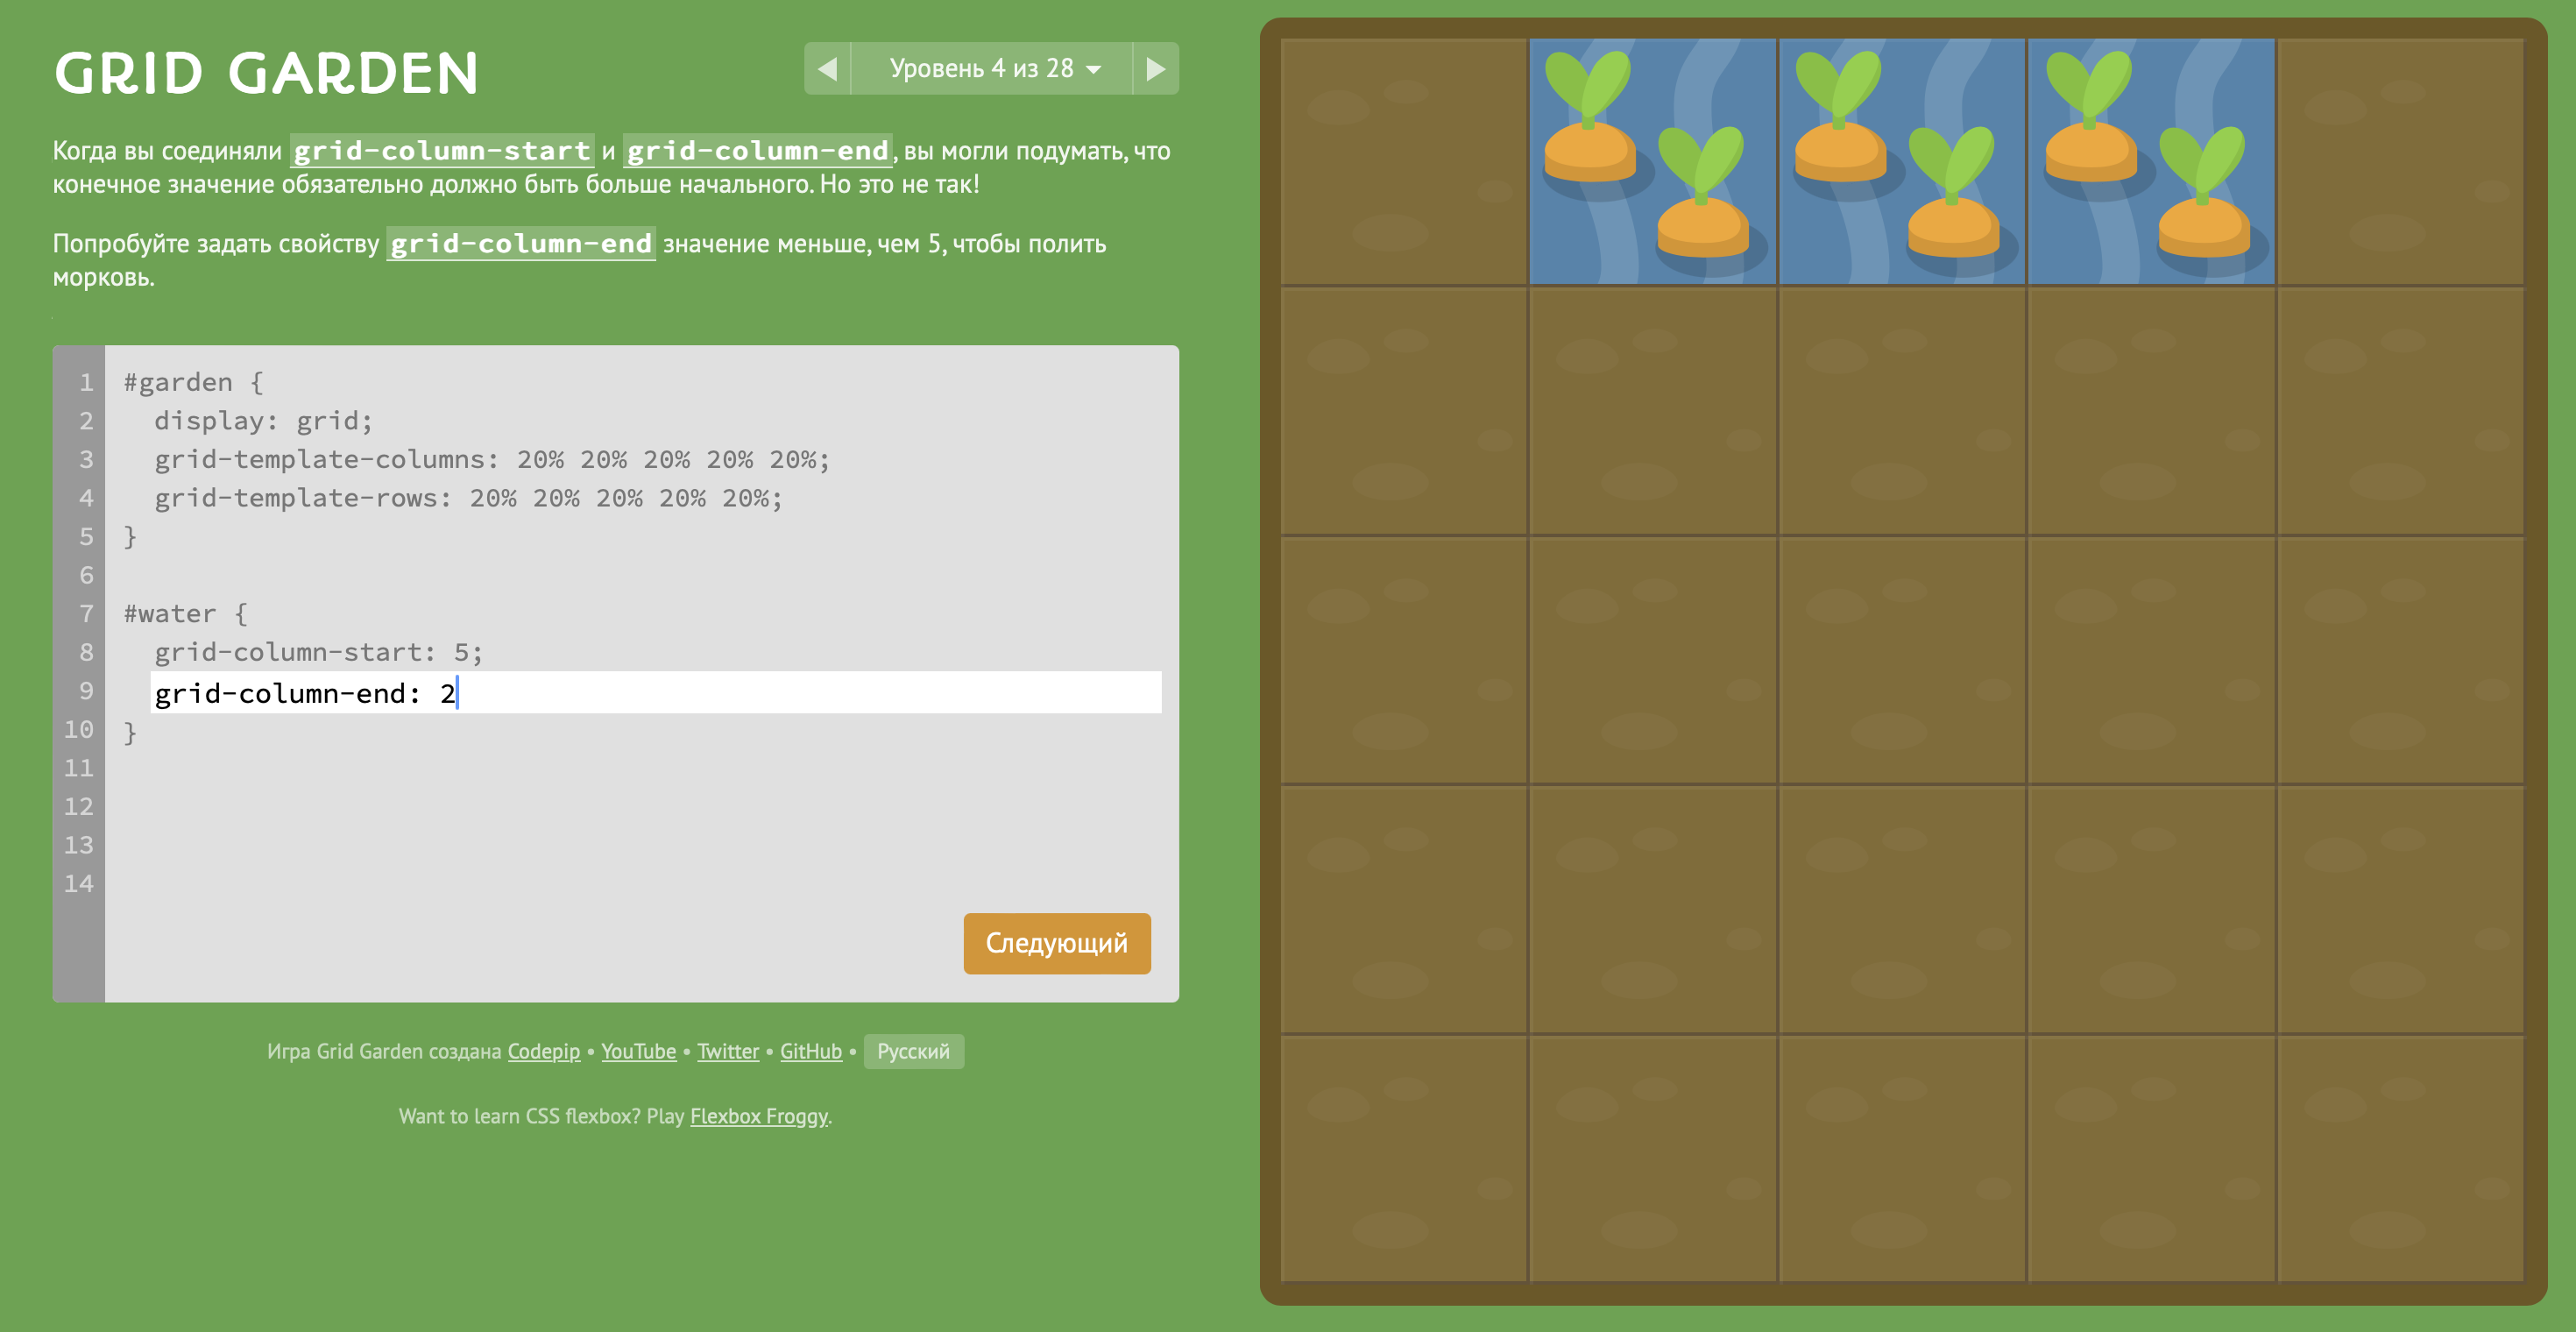 GRID GARDEN
Уровень 4 из 28
Когда вы соединяли grid-column-start и grid-column-end, вы могли подумать, что
конечное значение обязательно должно быть больше начального. Но это не так!
Попробуйте задать свойству grid-column-end значение меньше, чем 5, чтобы полить
морковь.
1 #garden {
2 display: grid;
3 grid-template-columns: 20% 20% 20% 20% 20%;
4 grid-template-rows: 20% 20% 20% 20% 20%;
5 }
6
7 #water {
8 grid-column-start: 5;
9 grid-column-end: 2
10 }
11
12
13
14
Следующий
Игра Grid Garden создана Codepip • YouTube • Twitter • GitHub • Русский
Want to learn CSS flexbox? Play Flexbox Froggy.